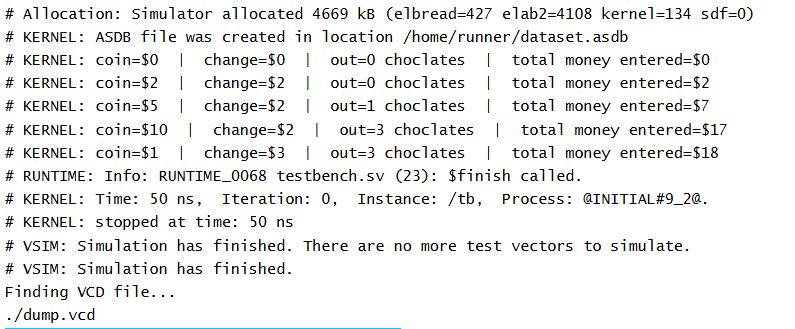 # Allocation: Simulator allocated 4669 kB (elbread=427 elab2=4108 kernel=134 sdf=0)
# KERNEL: ASDB file was created in location /home/runner/dataset.asdb
# KERNEL: coin=$0  |  change=$0  |  out=0 choclates  |  total money entered=$0
# KERNEL: coin=$2  |  change=$2  |  out=0 choclates  |  total money entered=$2
# KERNEL: coin=$5  |  change=$2  |  out=1 choclates  |  total money entered=$7
# KERNEL: coin=$10  |  change=$2  |  out=3 choclates  |  total money entered=$17
# KERNEL: coin=$1  |  change=$3  |  out=3 choclates  |  total money entered=$18
# RUNTIME: Info: RUNTIME_0068 testbench.sv (23): $finish called.
# KERNEL: Time: 50 ns,  Iteration: 0,  Instance: /tb,  Process: @INITIAL#9_2@.
# KERNEL: stopped at time: 50 ns
# VSIM: Simulation has finished. There are no more test vectors to simulate.
# VSIM: Simulation has finished.
Finding VCD file...
./dump.vcd